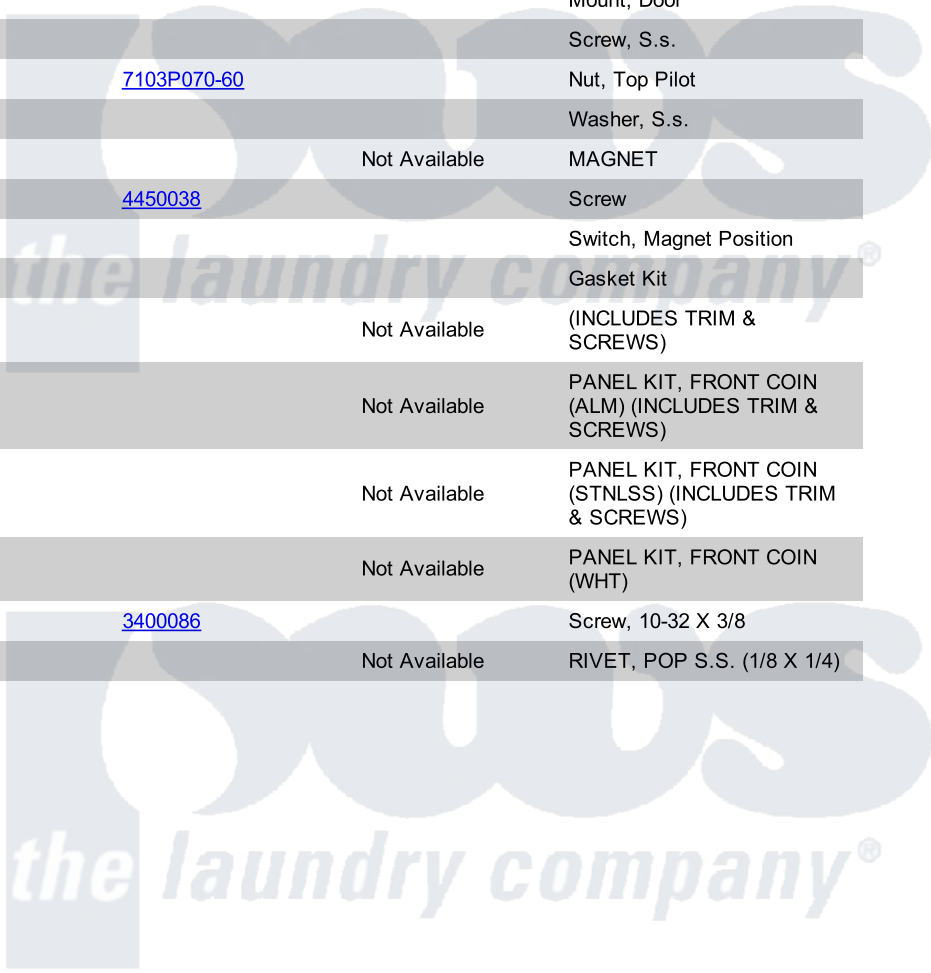 Mount, Door
Screw, S.s.
7103P070-60 Nut, Top Pilot
Washer, S.s.
Not Available MAGNET
4450038 Screw
Switch, Magnet Position
Gasket Kit
Not Available (INCLUDES TRIM &
SCREWS)
PANEL KIT, FRONT COIN
Not Available (ALM) (INCLUDES TRIM &
SCREWS)
PANEL KIT, FRONT COIN
Not Available (STNLSS) (INCLUDES TRIM
& SCREWS)
Not Available PANEL KIT, FRONT COIN
(WHT)
3400086 Screw, 10-32 X 3/8
Not Available RIVET, POP S.S. (1/8 X 1/4)
pws
the laundry company®
pws
the laundry company®